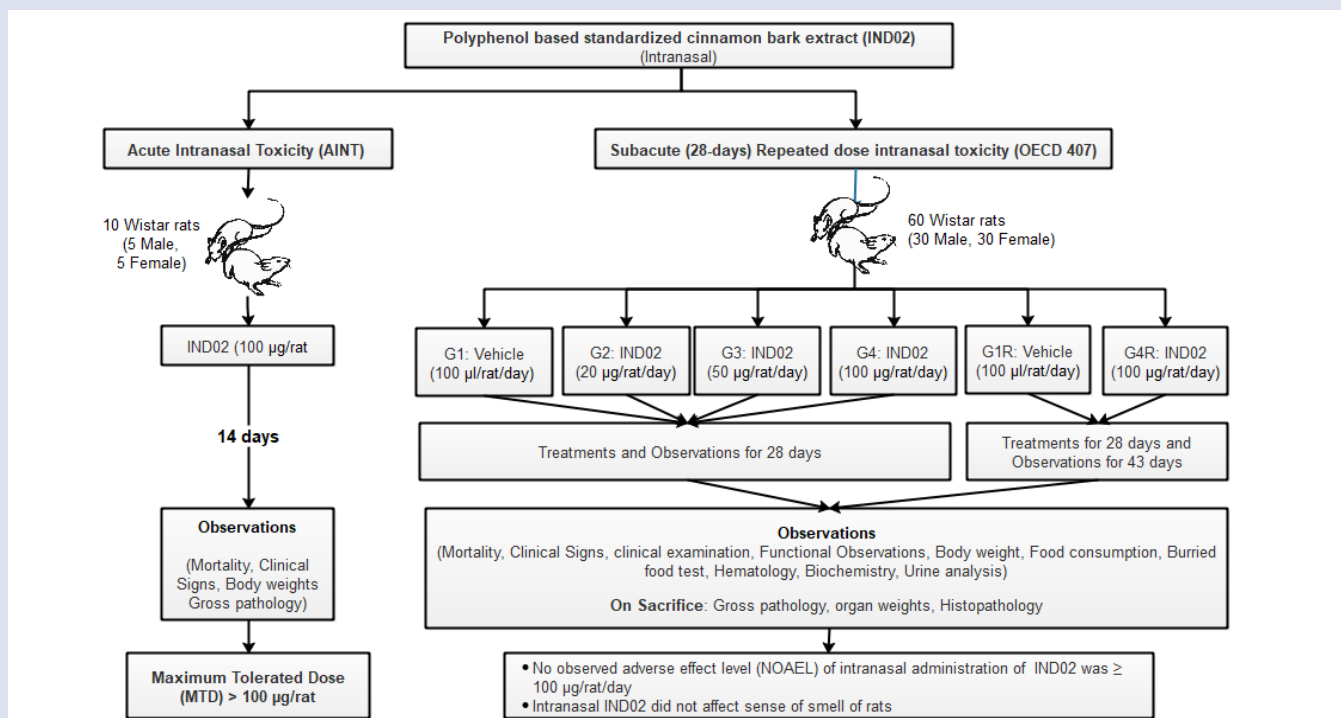 Polyphenol based standardized cinnamon bark extract (IND02)
(Intranasal)
Acute Intranasal Toxicity (AINT)
Subacute (28-days) Repeated dose intranasal toxicity (OECD 407)
10 Wistar rats
(5 Male,
5 Female)
60 Wistar rats
(30 Male, 30 Female)
IND02 (100 µg/rat
G1: Vehicle
(100 µl/rat/day)
G2: IND02
(20 µg/rat/day)
G3: IND02
(50 µg/rat/day)
G4: IND02
(100 µg/rat/day)
G1R: Vehicle
(100 µl/rat/day)
G4R: IND02
(100 µg/rat/day)
14 days
Treatments and Observations for 28 days
Treatments for 28 days and
Observations for 43 days
Observations
(Mortality, Clinical
Signs, Body weights
Gross pathology)
Observations
(Mortality, Clinical Signs, clinical examination, Functional Observations, Body weight, Food consumption, Burried
food test, Hematology, Biochemistry, Urine analysis)
On Sacrifice: Gross pathology, organ weights, Histopathology
Maximum Tolerated Dose
(MTD) > 100 µg/rat
• No observed adverse effect level (NOAEL) of intranasal administration of IND02 was ≥
100 µg/rat/day
• Intranasal IND02 did not affect sense of smell of rats